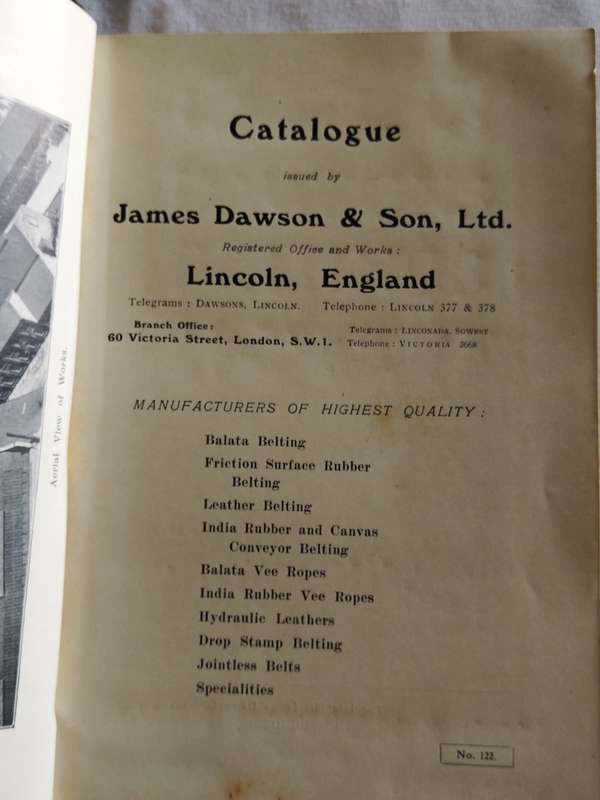 Catalogue
issued by
James Dawson & Son, Ltd.
Registered Office and Works :
Lincoln, England
Telegrams : DAWSONS, LINCOLN. Telephone : LINCOLN 377 & 378
Branch Office :
60 Victoria Street, London, S.W.1.
Telegrams : LINCONADA, SOWEST
Telephone : VICTORIA 2668
MANUFACTURERS OF HIGHEST QUALITY :
Balata Belting
Friction Surface Rubber
Belting
Leather Belting
India Rubber and Canvas
Conveyor Belting
Balata Vee Ropes
India Rubber Vee Ropes
Hydraulic Leathers
Drop Stamp Belting
Jointless Belts
Specialities
No. 122.
Aerial View of Works.